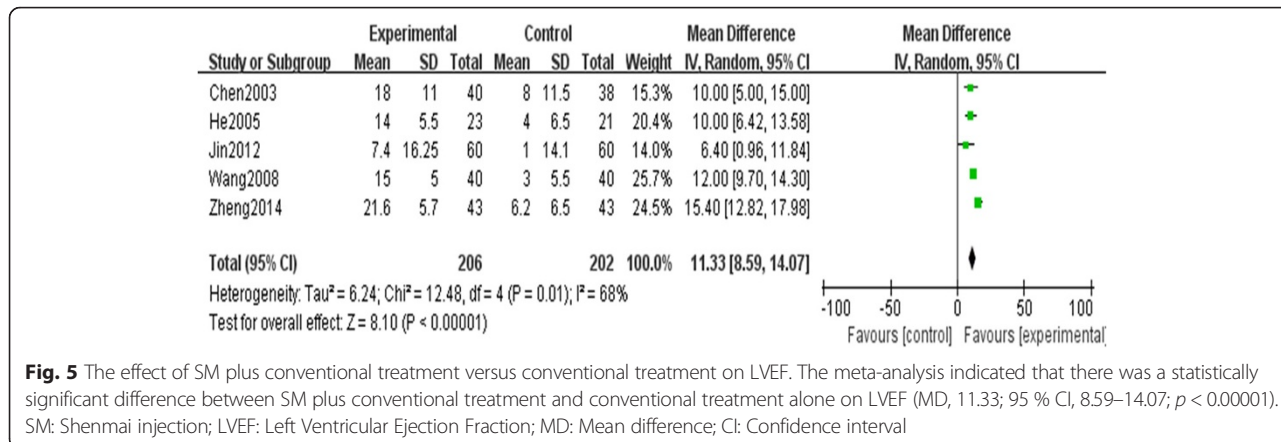 Experimental Control Mean Difference Mean Difference
Study or Subgroup Mean SD Total Mean SD Total Weight IV, Random, 95% CI IV, Random, 95% CI
Chen2003 18 11 40 8 11.5 38 15.3% 10.00 [5.00, 15.00]
He2005 14 5.5 23 4 6.5 21 20.4% 10.00 [6.42, 13.58]
Jin2012 7.4 16.25 60 1 14.1 60 14.0% 6.40 [0.96, 11.84]
Wang2008 15 5 40 3 5.5 40 25.7% 12.00 [9.70, 14.30]
Zheng2014 21.6 5.7 43 6.2 6.5 43 24.5% 15.40 [12.82, 17.98]
Total (95% CI) 206 202 100.0% 11.33 [8.59, 14.07]
Heterogeneity: Tau² = 6.24; Chi² = 12.48, df = 4 (P = 0.01); I² = 68%
Test for overall effect: Z = 8.10 (P < 0.00001)
-100 -50 0 50 100
Favours [control] Favours [experimental]
Fig. 5 The effect of SM plus conventional treatment versus conventional treatment on LVEF. The meta-analysis indicated that there was a statistically
significant difference between SM plus conventional treatment and conventional treatment alone on LVEF (MD, 11.33; 95 % CI, 8.59–14.07; p < 0.00001).
SM: Shenmai injection; LVEF: Left Ventricular Ejection Fraction; MD: Mean difference; CI: Confidence interval